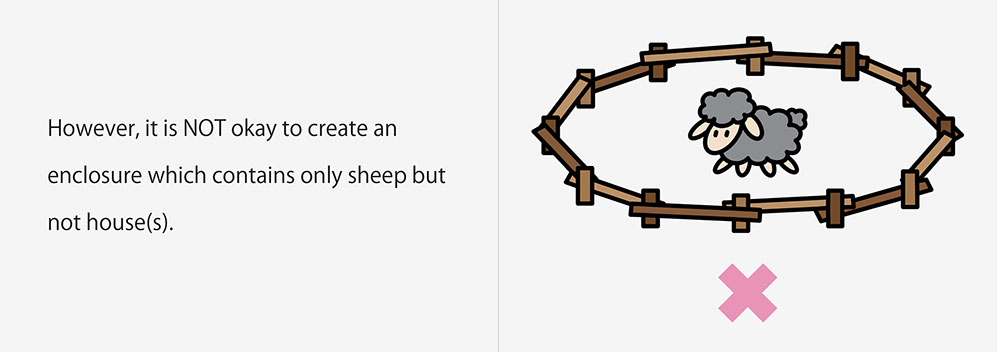 However, it is NOT okay to create an
enclosure which contains only sheep but
not house(s).